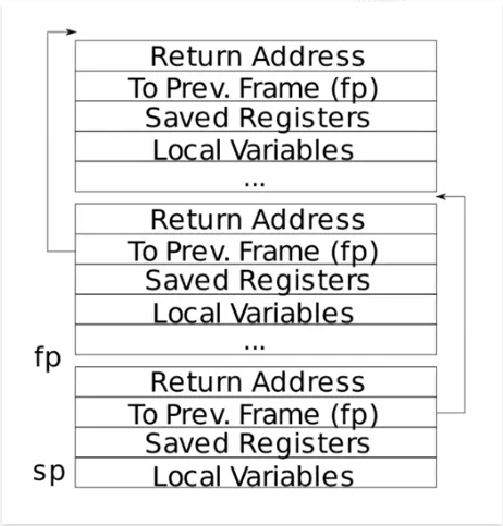 Return Address
To Prev. Frame (fp)
Saved Registers
Local Variables
...
Return Address
To Prev. Frame (fp)
Saved Registers
Local Variables
...
fp
Return Address
To Prev. Frame (fp)
Saved Registers
sp Local Variables